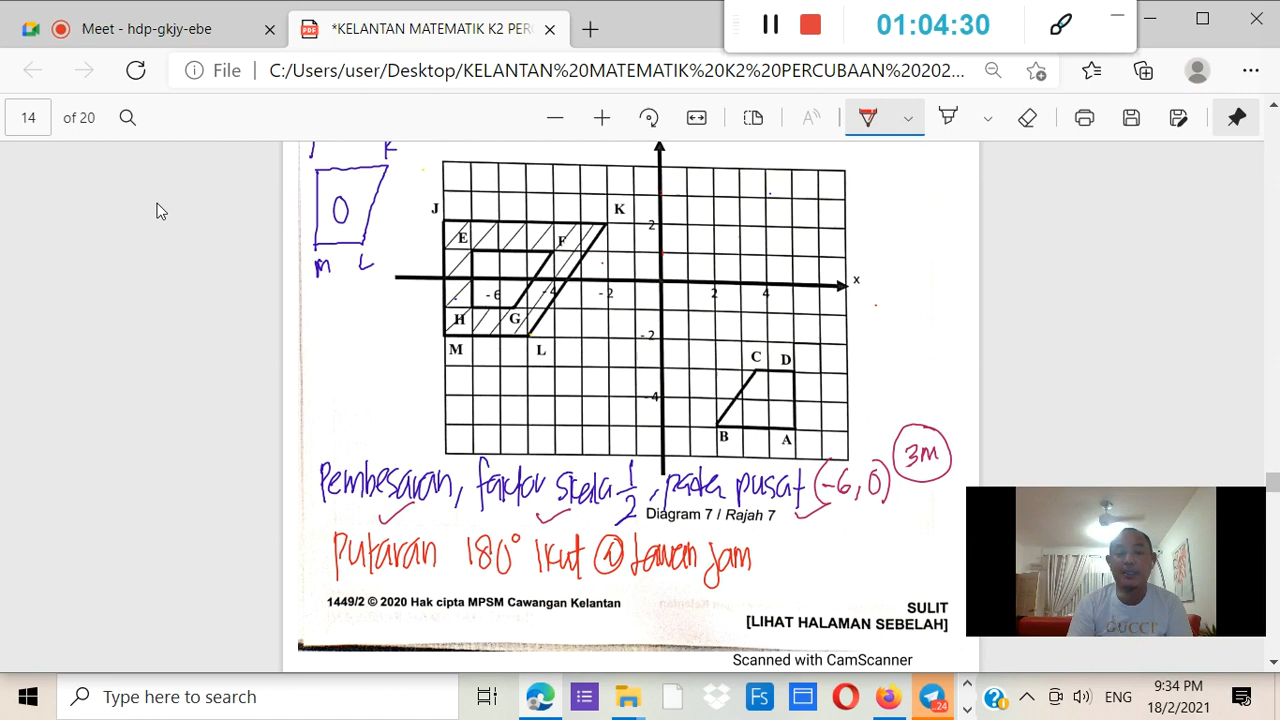 Meet - hdp-gkjy-ebe
*KELANTAN MATEMATIK K2 PER
01:04:30
File
C:/Users/user/Desktop/KELANTAN%20MATEMATIK%20K2%20PERCUBAAN%20202...
14 of 20
K
O
M L
J K
E F
2
x
- 6 - 4 - 2 2 4
H G
- 2
M L
C D
- 4
B A
3M
Pembesaran, faktor skala 1/2, pada pusat (-6, 0)
Diagram 7 / Rajah 7
Putaran 180° ikut @ lawan jam
1449/2 © 2020 Hak cipta MPSM Cawangan Kelantan
SULIT
[LIHAT HALAMAN SEBELAH]
Scanned with CamScanner
GUCCI
Type here to search
Fs
24
ENG
9:34 PM
18/2/2021